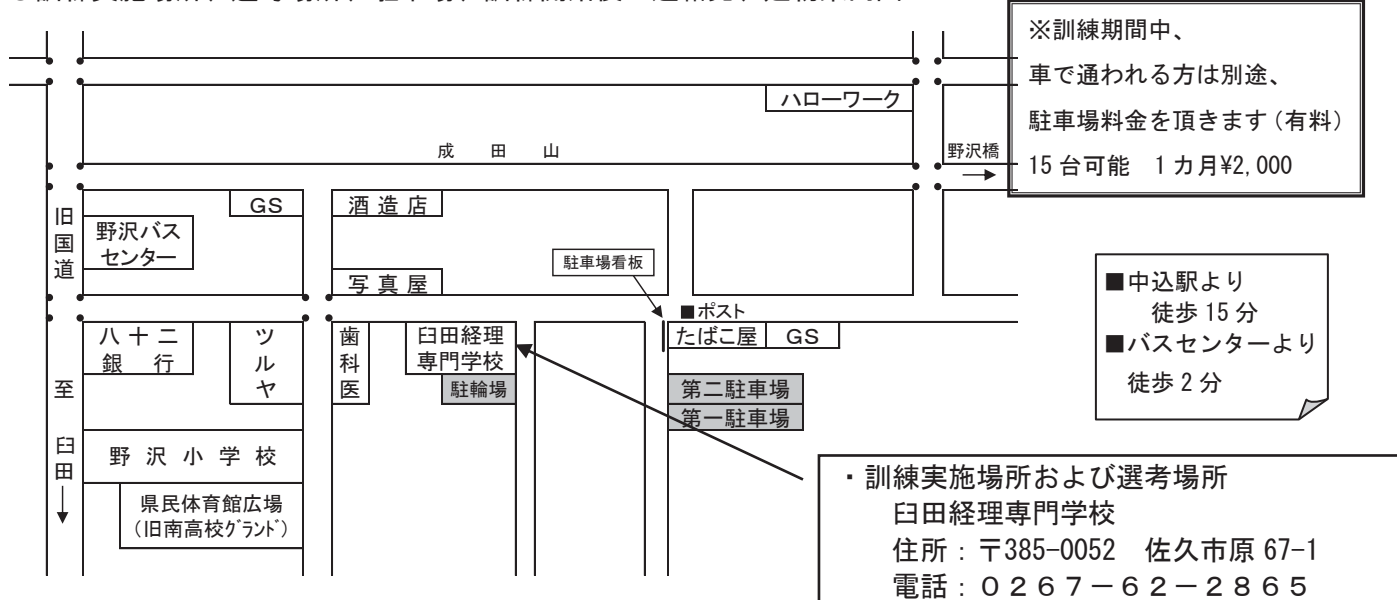 ※訓練期間中、
車で通われる方は別途、
駐車場料金を頂きます（有料）
15 台可能　1 カ月¥2,000
ハローワーク
成　田　山
野沢橋
旧国道
GS
酒 造 店
野沢バス
センター
駐車場看板
写 真 屋
■ポスト
■中込駅より
徒歩 15 分
■バスセンターより
徒歩 2 分
八 十 二
銀　行
ツルヤ
歯科医
臼田経理
専門学校
たばこ屋
GS
至　臼田
駐輪場
第二駐車場
第一駐車場
野 沢 小 学 校
県民体育館広場
（旧南高校ｸﾞﾗﾝﾄﾞ）
・訓練実施場所および選考場所
臼田経理専門学校
住所：〒385-0052　佐久市原 67-1
電話：０２６７－６２－２８６５